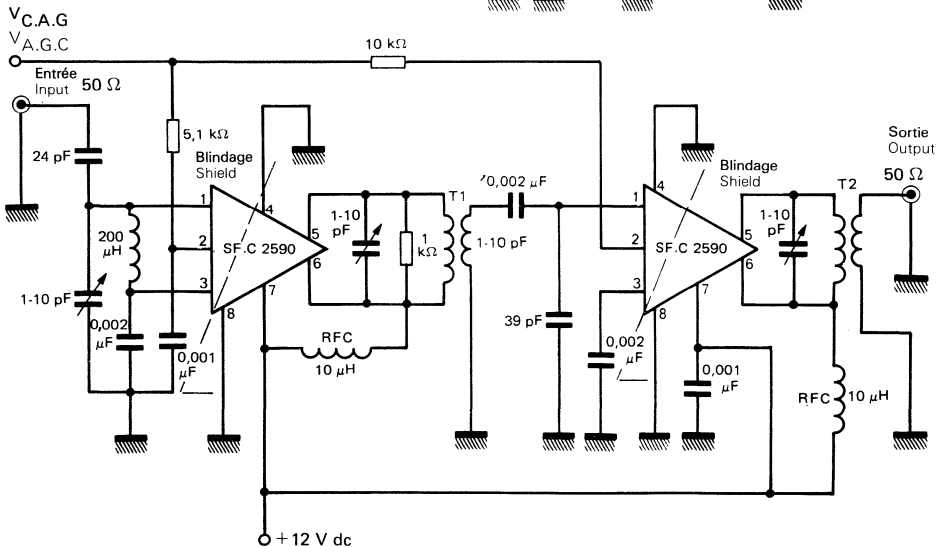 V C.A.G
V A.G.C
Entrée
Input
50 Ω
24 pF
200
µH
1-10 pF
0,002
µF
5,1 kΩ
0,001
µF
Blindage
Shield
1
2
3
4
5
6
7
8
SF.C 2590
10 kΩ
1-10
pF
1
kΩ
RFC
10 µH
T1
1-10 pF
0,002 µF
39 pF
0,002
µF
Blindage
Shield
1
2
3
4
5
6
7
8
SF.C 2590
0,001
µF
1-10
pF
T2
RFC
10 µH
Sortie
Output
50 Ω
+ 12 V dc